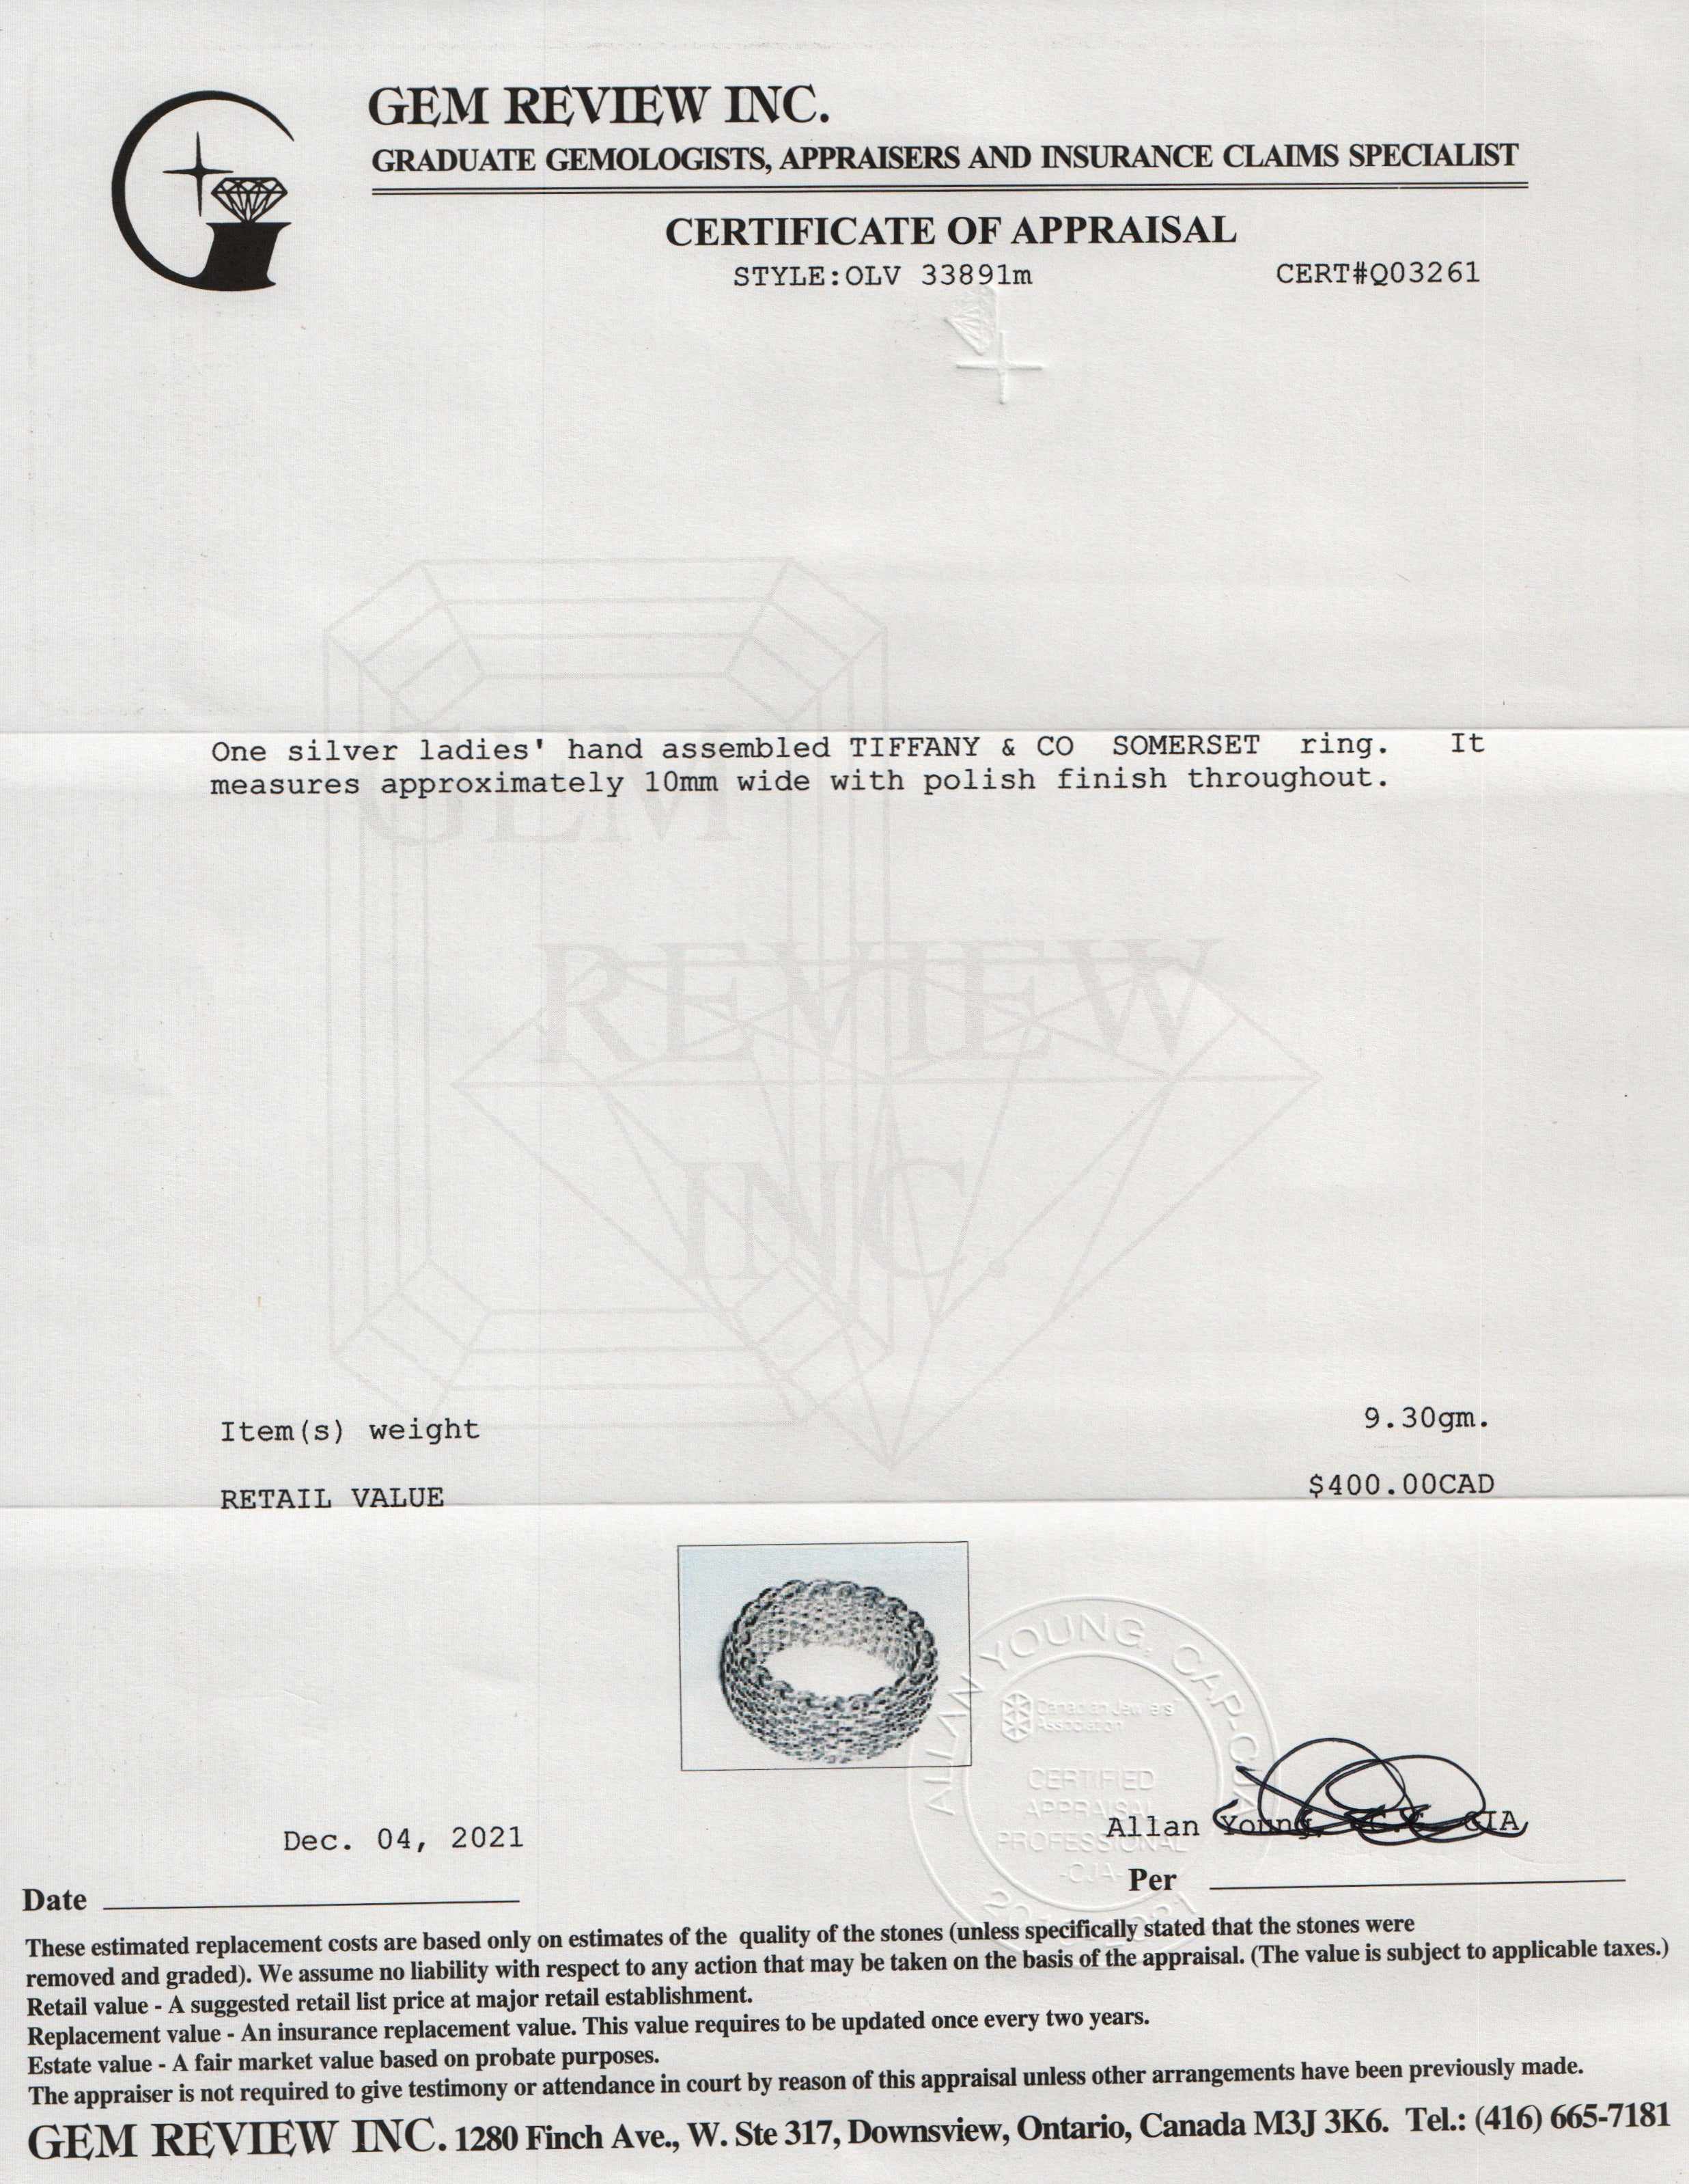 GEM REVIEW INC.
GRADUATE GEMOLOGISTS, APPRAISERS AND INSURANCE CLAIMS SPECIALIST
CERTIFICATE OF APPRAISAL
STYLE:OLV 33891m CERT#Q03261
One silver ladies' hand assembled TIFFANY & CO SOMERSET ring. It
measures approximately 10mm wide with polish finish throughout.
GEM
REVIEW
INC.
Item(s) weight 9.30gm.
RETAIL VALUE $400.00CAD
ALLAN YOUNG, CAP-CJA
Canadian Jewellers
Association
CERTIFIED
APPRAISAL
PROFESSIONAL
-CJA-
Dec. 04, 2021 Allan Young,
Date Per
These estimated replacement costs are based only on estimates of the quality of the stones (unless specifically stated that the stones were
removed and graded). We assume no liability with respect to any action that may be taken on the basis of the appraisal. (The value is subject to applicable taxes.)
Retail value - A suggested retail list price at major retail establishment.
Replacement value - An insurance replacement value. This value requires to be updated once every two years.
Estate value - A fair market value based on probate purposes.
The appraiser is not required to give testimony or attendance in court by reason of this appraisal unless other arrangements have been previously made.
GEM REVIEW INC. 1280 Finch Ave., W. Ste 317, Downsview, Ontario, Canada M3J 3K6. Tel.: (416) 665-7181